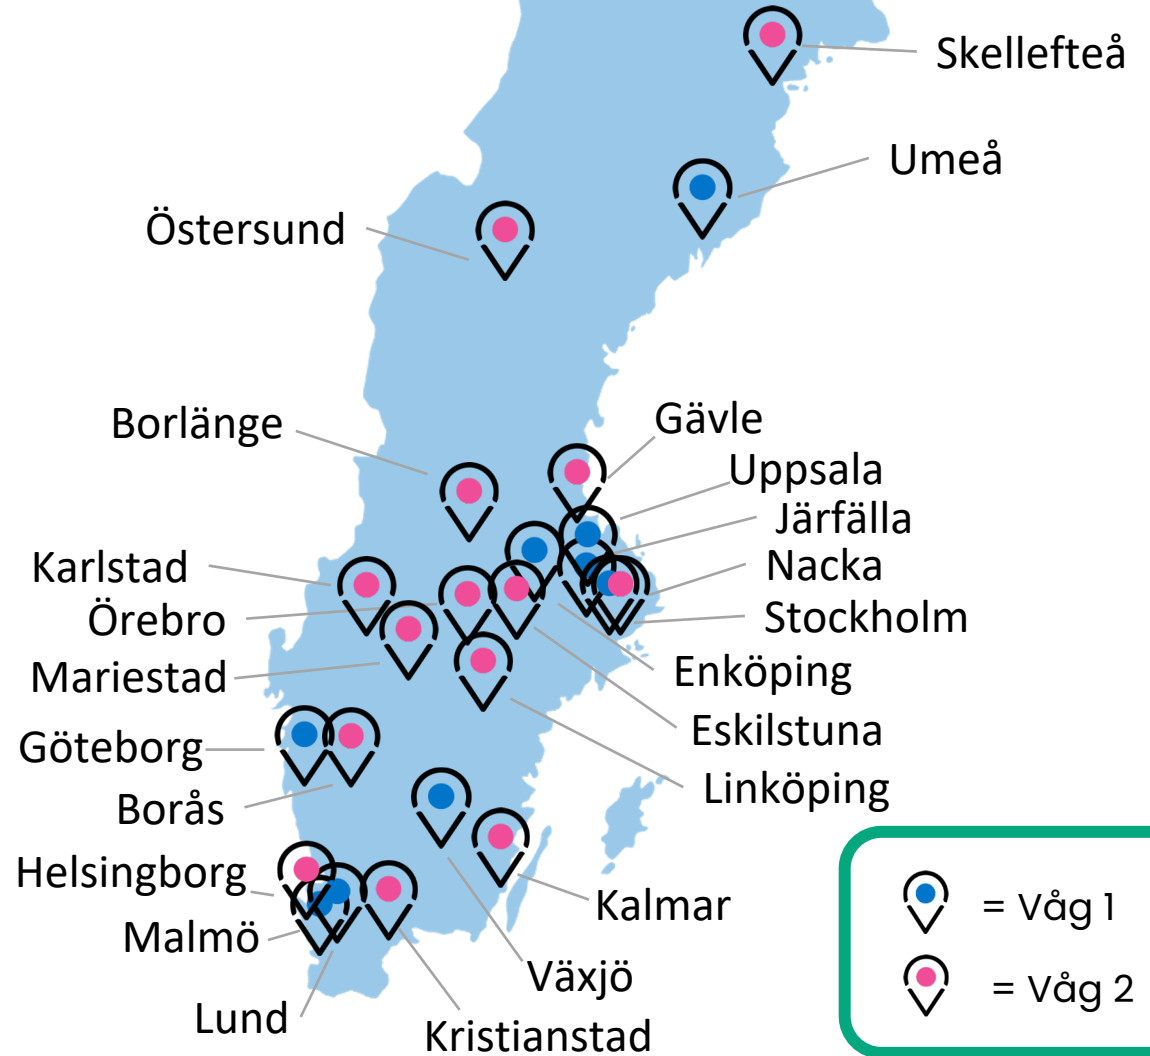 Skellefteå
Umeå
Östersund
Borlänge
Gävle
Uppsala
Järfälla
Karlstad
Nacka
Örebro
Stockholm
Mariestad
Enköping
Göteborg
Eskilstuna
Borås
Linköping
Helsingborg
Kalmar
= Våg 1
Malmö
Växjö
= Våg 2
Lund
Kristianstad